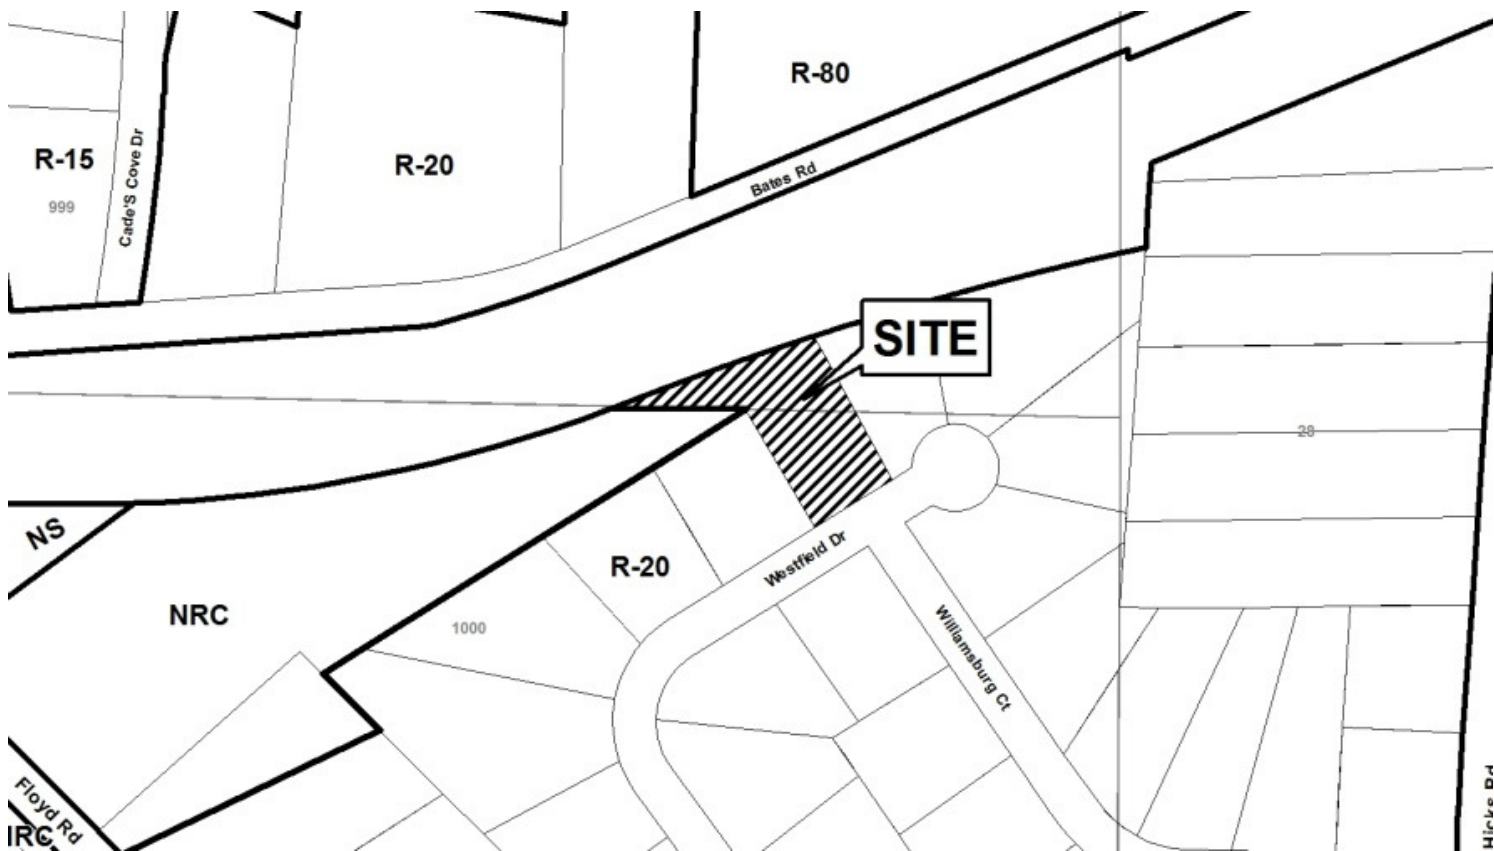 R-80
R-15
R-20
Cade'S Cove Dr
Bates Rd
999
SITE
28
NS
Westfield Dr
R-20
NRC
1000
Williamsburg Ct
Floyd Rd
NRC
Hicks Rd